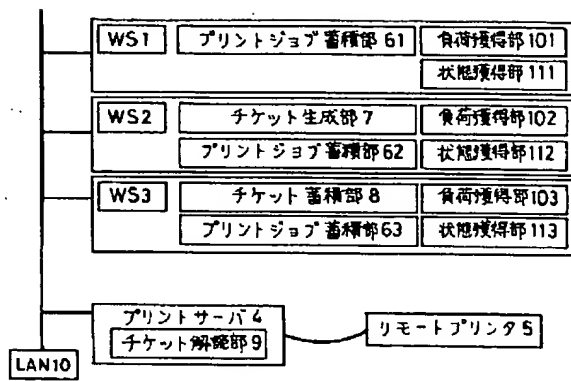 WS1 プリントジョブ蓄積部61 負荷獲得部101
状態獲得部111
WS2 チケット生成部7 負荷獲得部102
プリントジョブ蓄積部62 状態獲得部112
WS3 チケット蓄積部8 負荷獲得部103
プリントジョブ蓄積部63 状態獲得部113
プリントサーバ4
チケット解読部9
リモートプリンタ5
LAN10